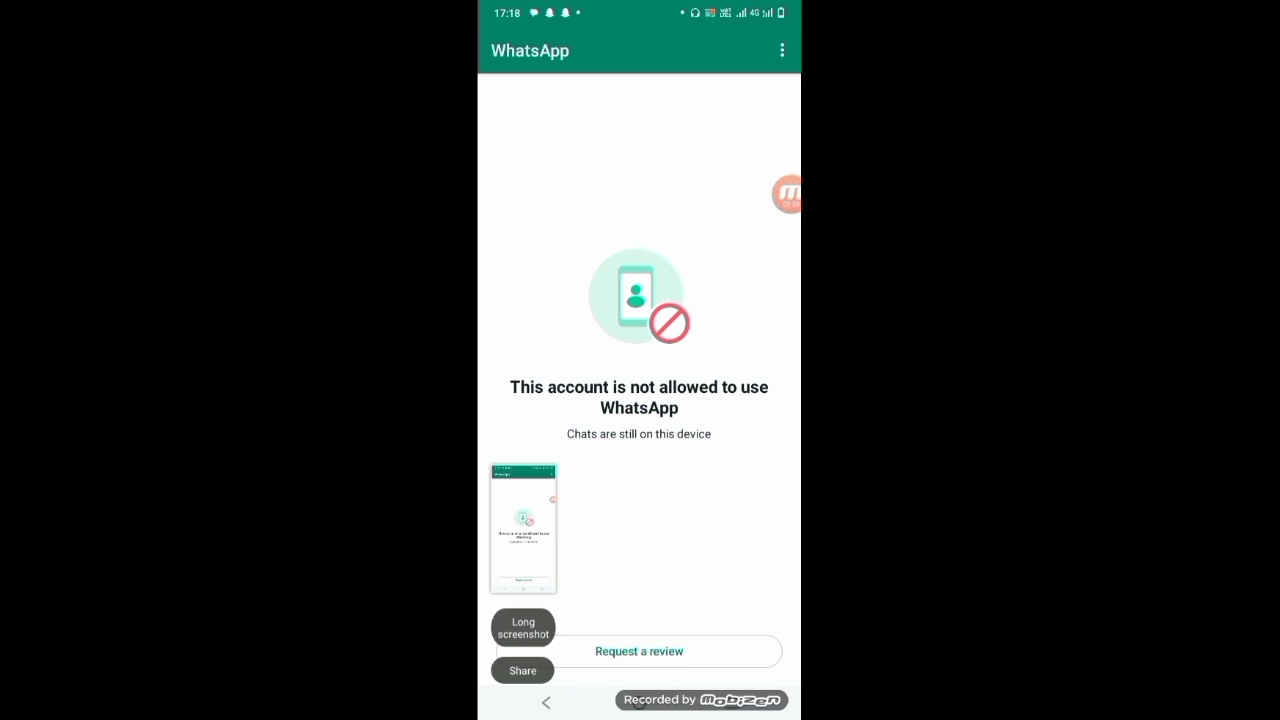 17:18
4G
WhatsApp
This account is not allowed to use
WhatsApp
Chats are still on this device
Long
screenshot
Request a review
Share
Recorded by mobizen